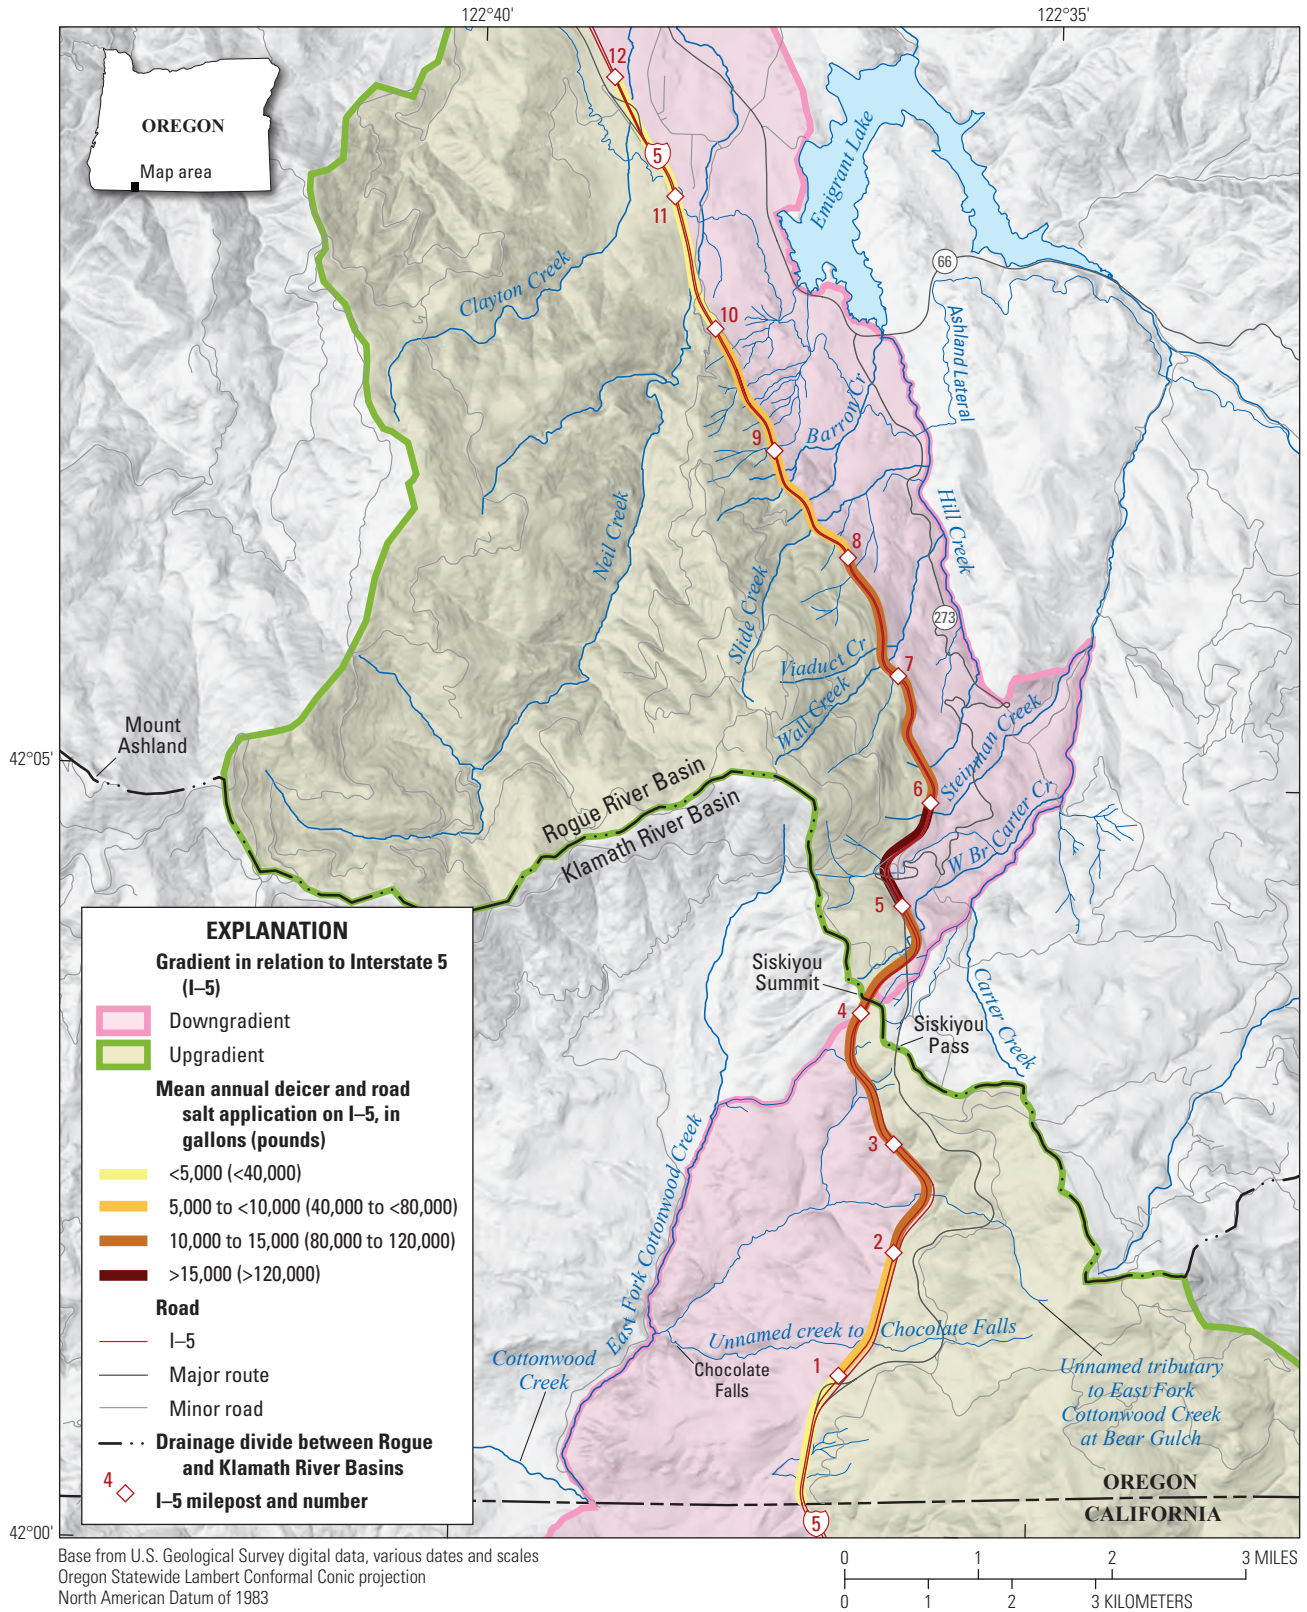 122°40'
122°35'
12
OREGON
Map area
5
11
Emigrant Lake
66
Clayton Creek
10
Ashland Lateral
Barron Cr
9
Hill Creek
Neil Creek
8
Slide Creek
273
Viaduct Cr
7
Wall Creek
Steinman Creek
Mount
Ashland
42°05'
Rogue River Basin
Klamath River Basin
6
W Br Carter Cr
5
Siskiyou
Summit
4
Siskiyou
Pass
Carter Creek
3
East Fork Cottonwood Creek
2
Unnamed creek to Chocolate Falls
Chocolate
Falls
1
Cottonwood
Creek
Unnamed tributary
to East Fork
Cottonwood Creek
at Bear Gulch
OREGON
CALIFORNIA
5
42°00'
EXPLANATION
Gradient in relation to Interstate 5
(I–5)
Downgradient
Upgradient
Mean annual deicer and road
salt application on I–5, in
gallons (pounds)
<5,000 (<40,000)
5,000 to <10,000 (40,000 to <80,000)
10,000 to 15,000 (80,000 to 120,000)
>15,000 (>120,000)
Road
I–5
Major route
Minor road
Drainage divide between Rogue
and Klamath River Basins
4
I–5 milepost and number
Base from U.S. Geological Survey digital data, various dates and scales
Oregon Statewide Lambert Conformal Conic projection
North American Datum of 1983
0 1 2 3 MILES
0 1 2 3 KILOMETERS